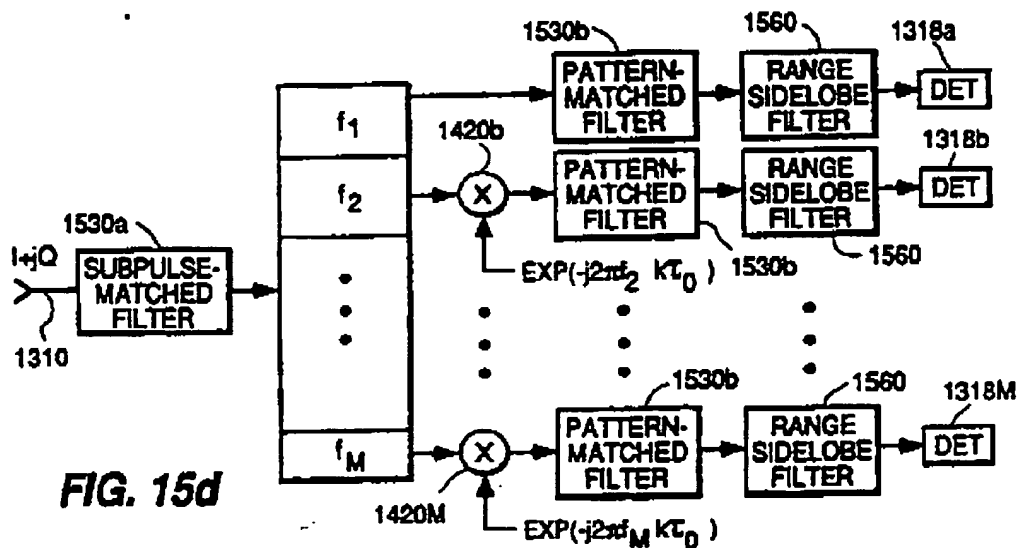 1530b
1560
1318a
PATTERN-
MATCHED
FILTER
RANGE
SIDELOBE
FILTER
DET
f1
1420b
1318b
X
PATTERN-
MATCHED
FILTER
RANGE
SIDELOBE
FILTER
DET
f2
1530a
I+jQ
SUBPULSE-
MATCHED
FILTER
1310
1530b
1560
EXP(-j2πf2 kτ0)
1530b
1560
1318M
PATTERN-
MATCHED
FILTER
RANGE
SIDELOBE
FILTER
DET
fM
X
1420M
EXP(-j2πfM kτ0)
FIG. 15d